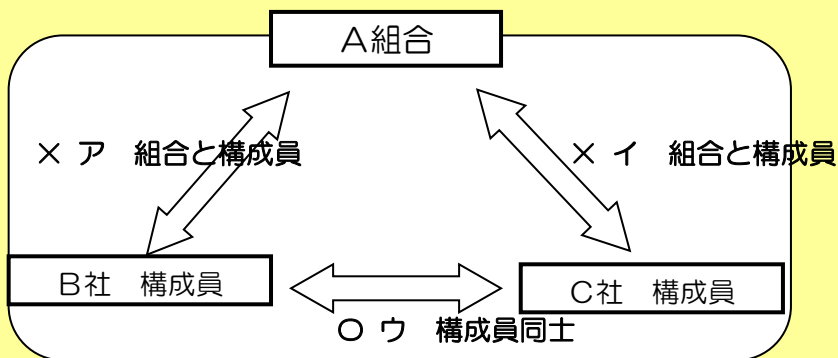 A組合
× ア 組合と構成員
× イ 組合と構成員
B社 構成員
C社 構成員
○ ウ 構成員同士